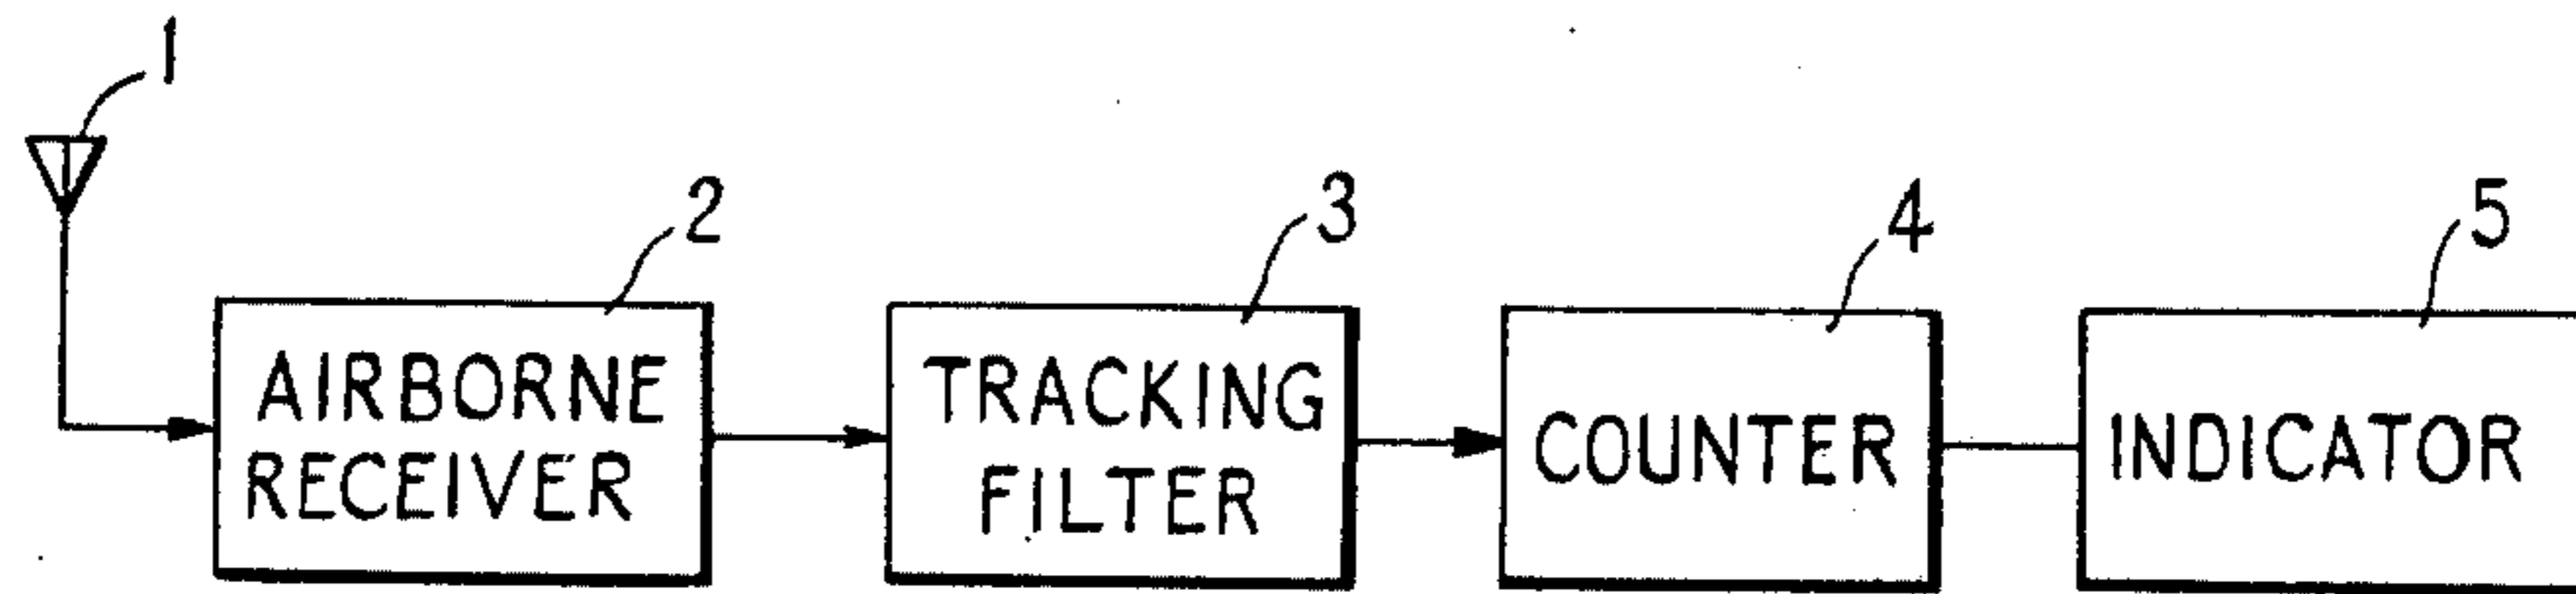 1
2
3
4
5
AIRBORNE
RECEIVER
TRACKING
FILTER
COUNTER
INDICATOR